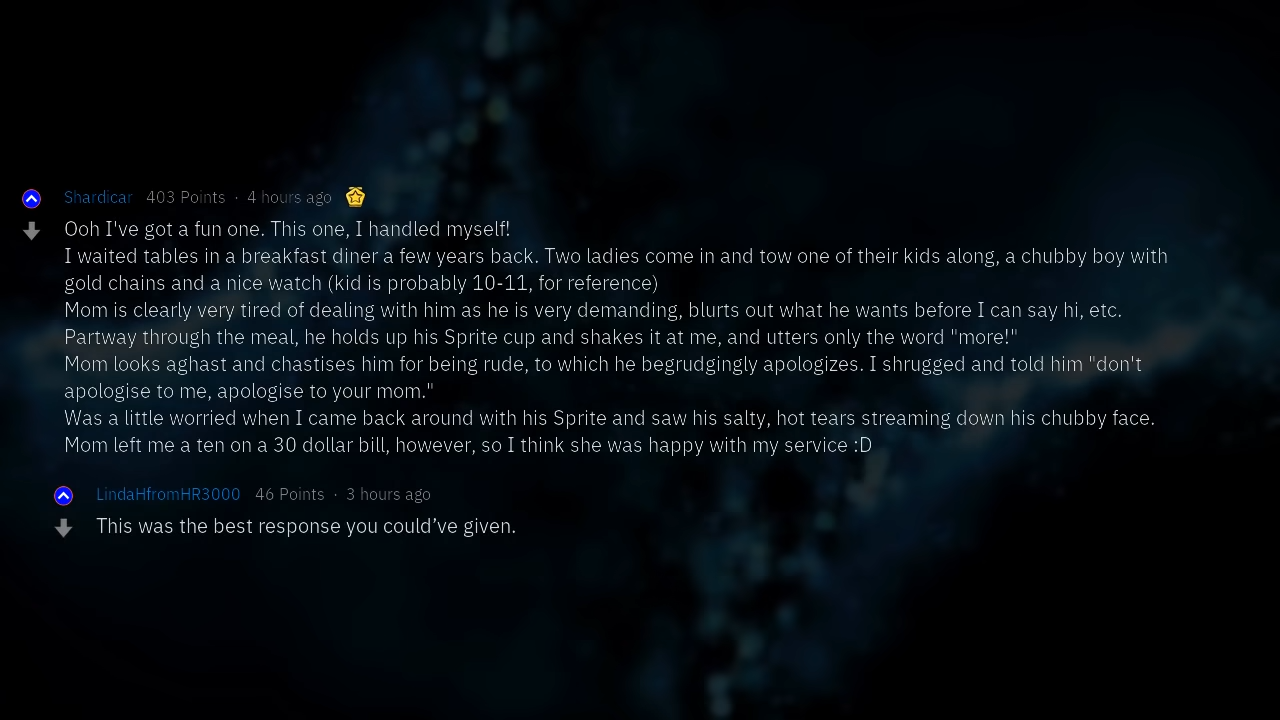 Shardicar 403 Points · 4 hours ago
Ooh I've got a fun one. This one, I handled myself!
I waited tables in a breakfast diner a few years back. Two ladies come in and tow one of their kids along, a chubby boy with
gold chains and a nice watch (kid is probably 10-11, for reference)
Mom is clearly very tired of dealing with him as he is very demanding, blurts out what he wants before I can say hi, etc.
Partway through the meal, he holds up his Sprite cup and shakes it at me, and utters only the word "more!"
Mom looks aghast and chastises him for being rude, to which he begrudgingly apologizes. I shrugged and told him "don't
apologise to me, apologise to your mom."
Was a little worried when I came back around with his Sprite and saw his salty, hot tears streaming down his chubby face.
Mom left me a ten on a 30 dollar bill, however, so I think she was happy with my service :D
LindaHfromHR3000 46 Points · 3 hours ago
This was the best response you could’ve given.